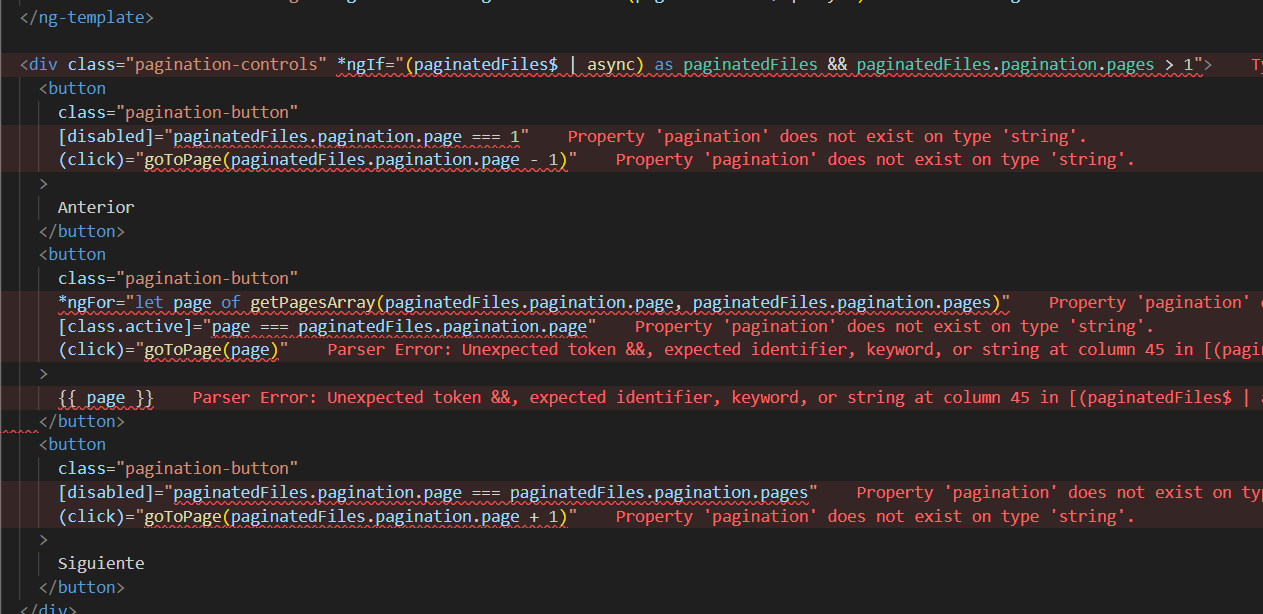 </ng-template>
<div class="pagination-controls" *ngIf="(paginatedFiles$ | async) as paginatedFiles && paginatedFiles.pagination.pages > 1">
<button
class="pagination-button"
[disabled]="paginatedFiles.pagination.page === 1" Property 'pagination' does not exist on type 'string'.
(click)="goToPage(paginatedFiles.pagination.page - 1)" Property 'pagination' does not exist on type 'string'.
>
Anterior
</button>
<button
class="pagination-button"
*ngFor="let page of getPagesArray(paginatedFiles.pagination.page, paginatedFiles.pagination.pages)" Property 'pagination'
[class.active]="page === paginatedFiles.pagination.page" Property 'pagination' does not exist on type 'string'.
(click)="goToPage(page)" Parser Error: Unexpected token &&, expected identifier, keyword, or string at column 45 in [(pagi
>
{{ page }} Parser Error: Unexpected token &&, expected identifier, keyword, or string at column 45 in [(paginatedFiles$ |
</button>
<button
class="pagination-button"
[disabled]="paginatedFiles.pagination.page === paginatedFiles.pagination.pages" Property 'pagination' does not exist on ty
(click)="goToPage(paginatedFiles.pagination.page + 1)" Property 'pagination' does not exist on type 'string'.
>
Siguiente
</button>
</div>